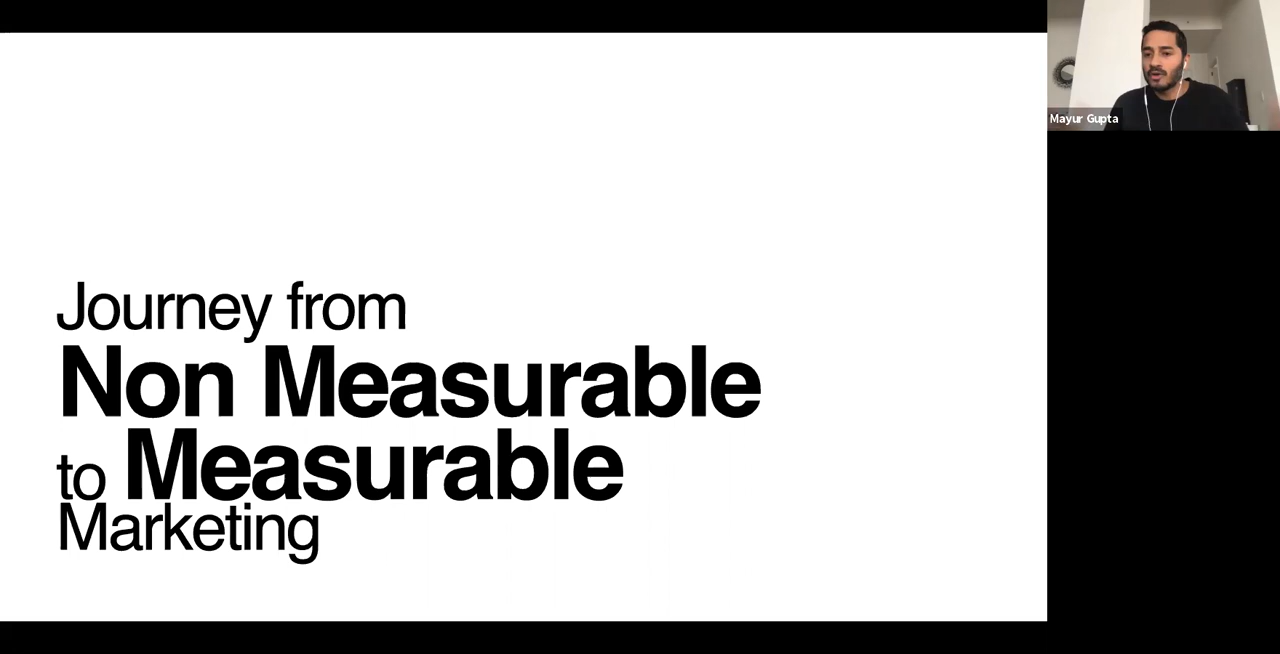 Journey from
Non Measurable
to Measurable
Marketing
Mayur Gupta